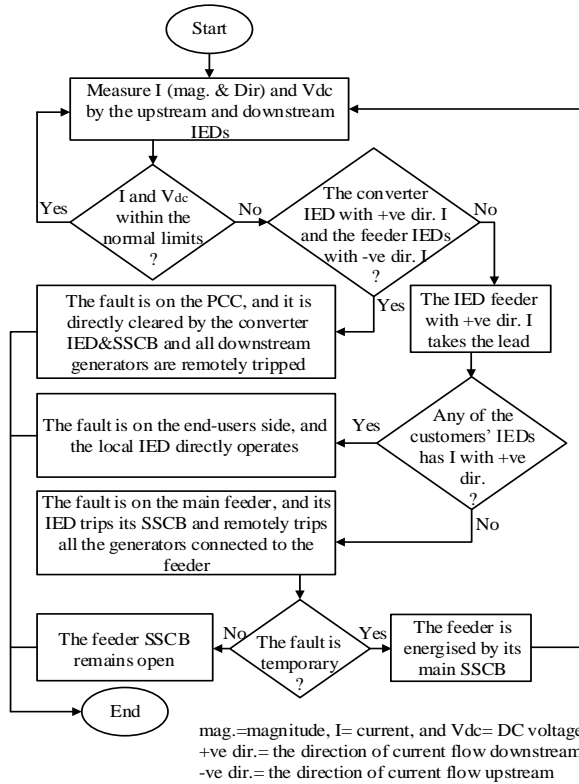 Start
Measure I (mag. & Dir) and Vdc
by the upstream and downstream
IEDs
I and Vdc
within the
normal limits
?
Yes
No
The converter
IED with +ve dir. I
and the feeder IEDs
with -ve dir. I
?
No
Yes
The fault is on the PCC, and it is
directly cleared by the converter
IED&SSCB and all downstream
generators are remotely tripped
The IED feeder
with +ve dir. I
takes the lead
Any of the
customers' IEDs
has I with +ve
dir.
?
Yes
No
The fault is on the end-users side, and
the local IED directly operates
The fault is on the main feeder, and its
IED trips its SSCB and remotely trips
all the generators connected to the
feeder
The fault is
temporary
?
No
Yes
The feeder SSCB
remains open
The feeder is
energised by its
main SSCB
End
mag.=magnitude, I= current, and Vdc= DC voltage
+ve dir.= the direction of current flow downstream
-ve dir.= the direction of current flow upstream